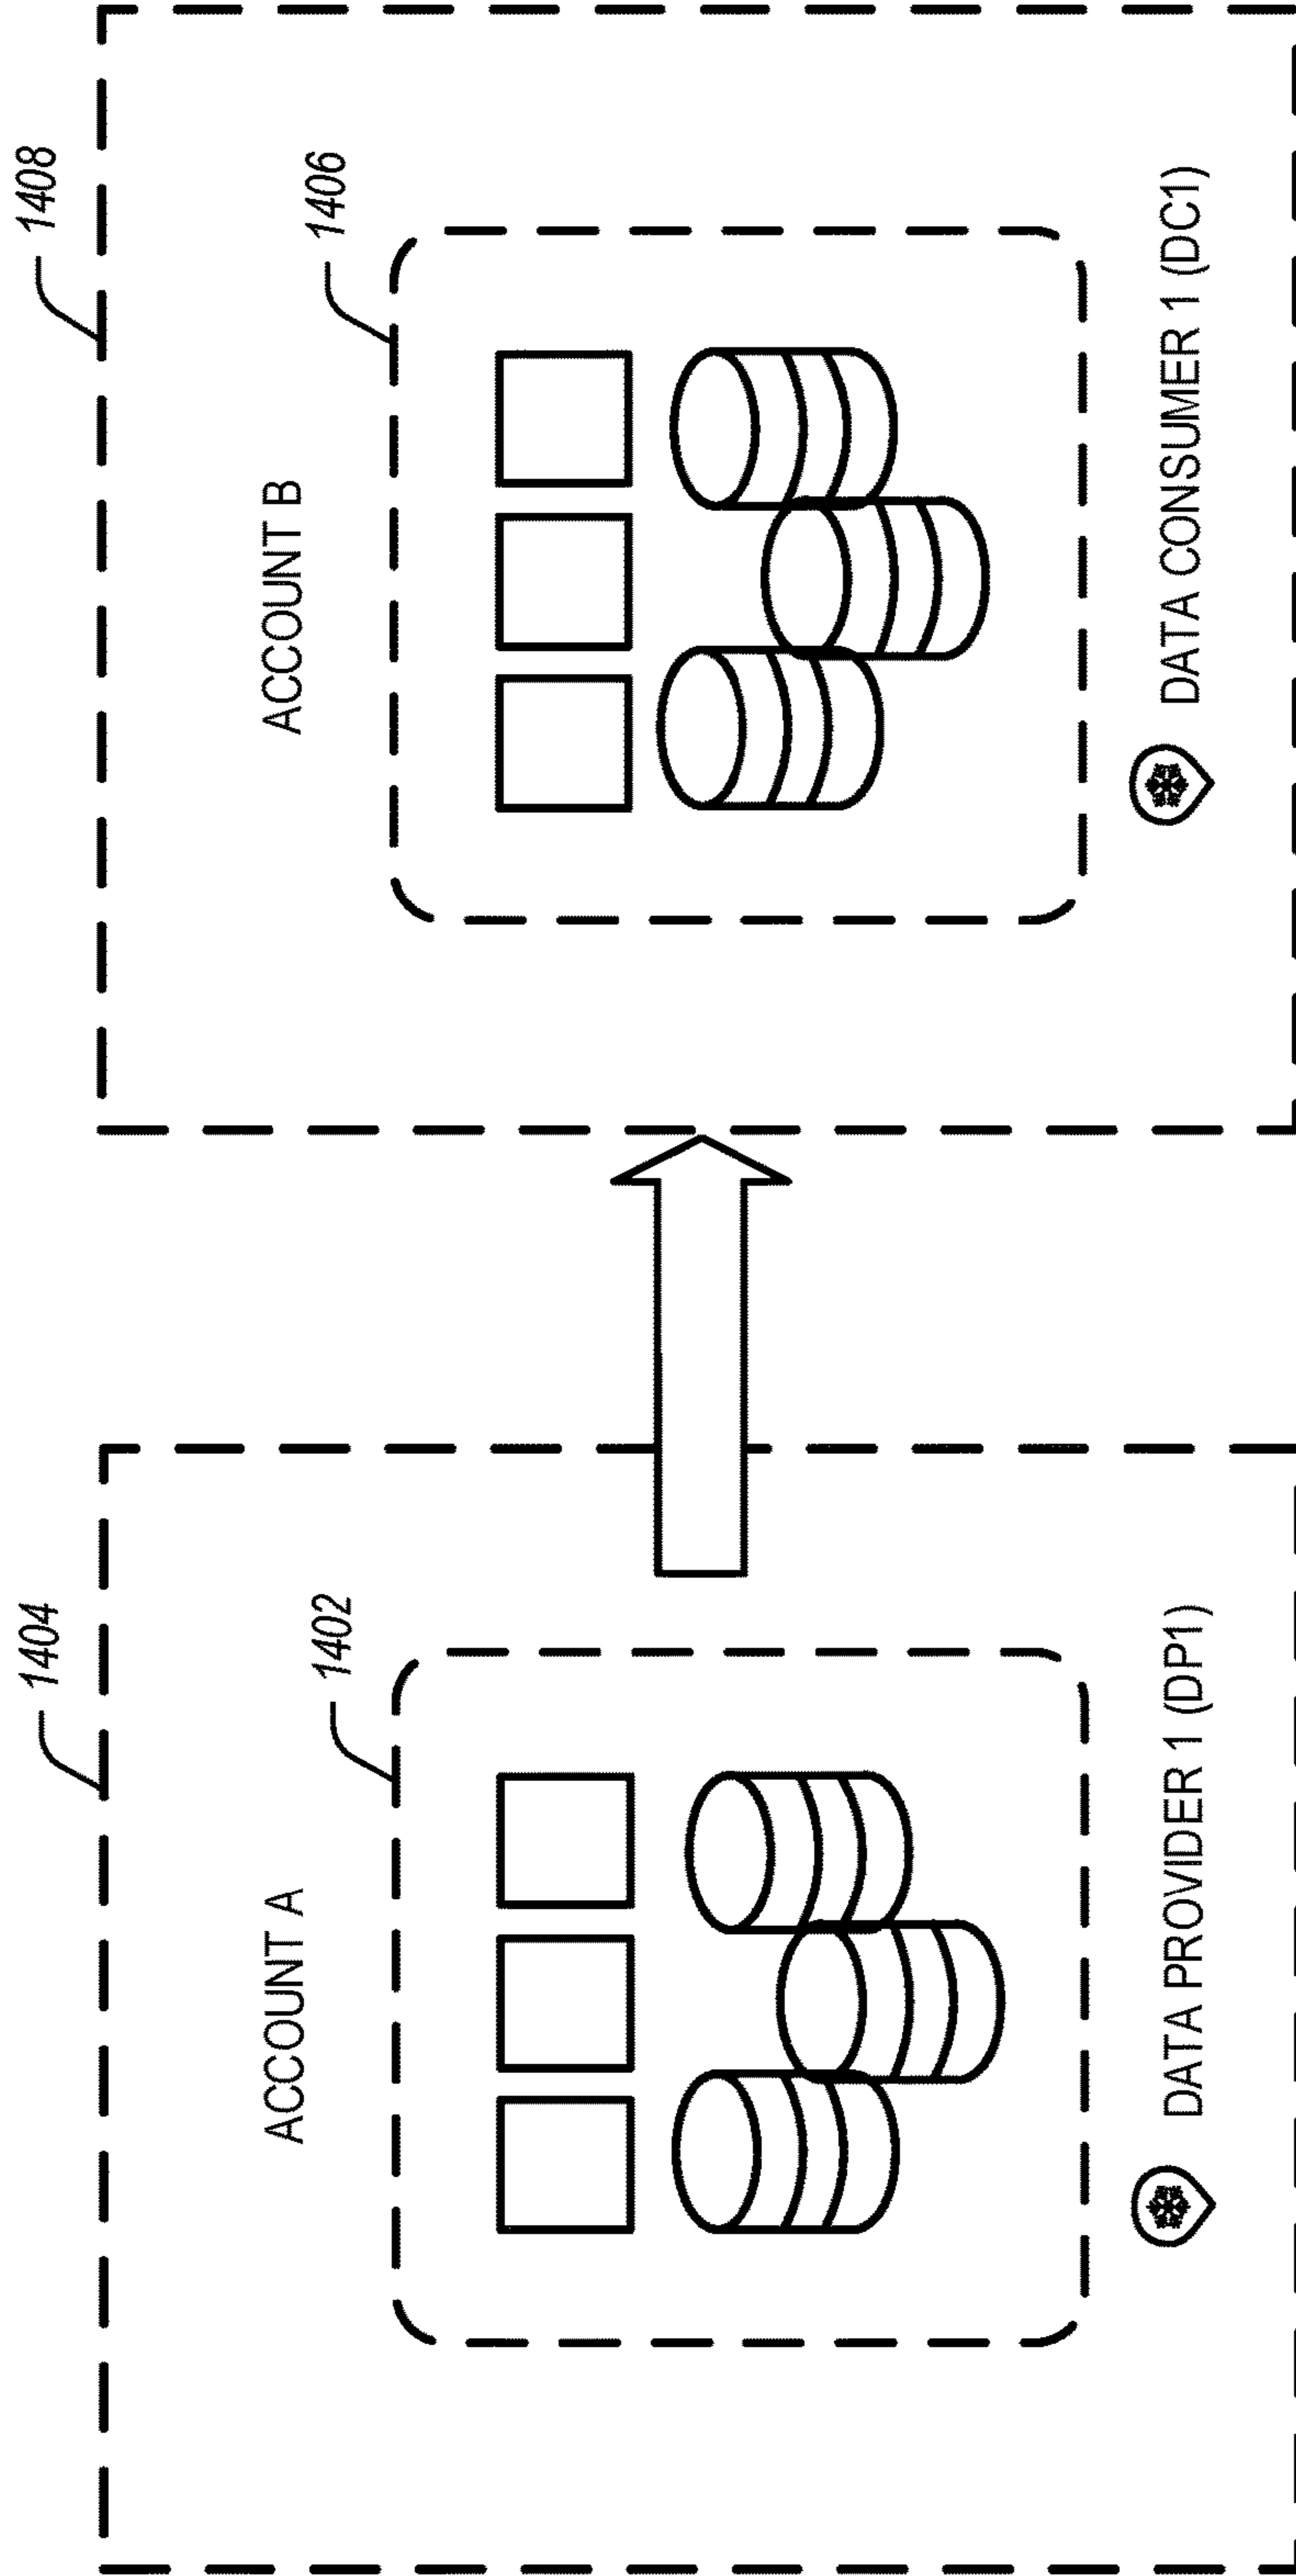 1404
ACCOUNT A
1402
DATA PROVIDER 1 (DP1)
1408
ACCOUNT B
1406
DATA CONSUMER 1 (DC1)